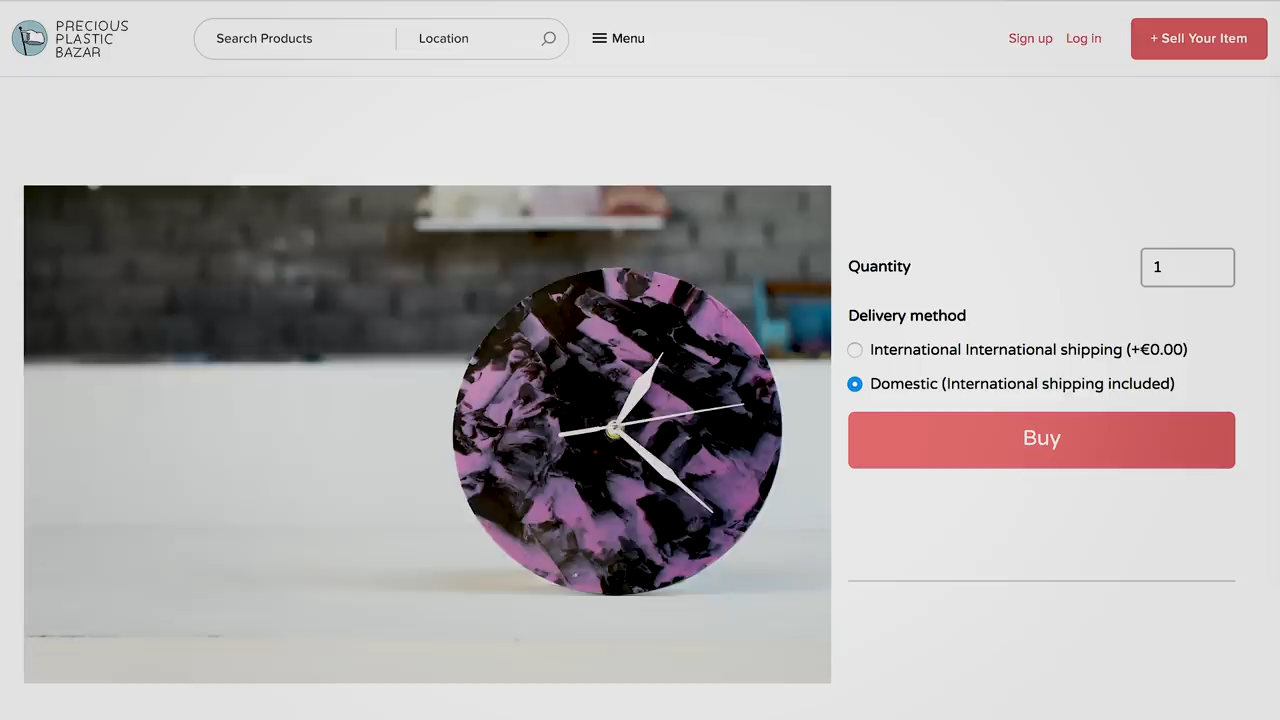 PRECIOUS
PLASTIC
BAZAR
Search Products
Location
Menu
Sign up
Log in
+ Sell Your Item
Quantity
1
Delivery method
International International shipping (+€0.00)
Domestic (International shipping included)
Buy